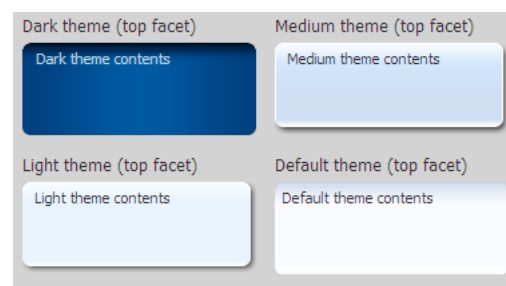 Dark theme (top facet)
Medium theme (top facet)
Dark theme contents
Medium theme contents
Light theme (top facet)
Default theme (top facet)
Light theme contents
Default theme contents